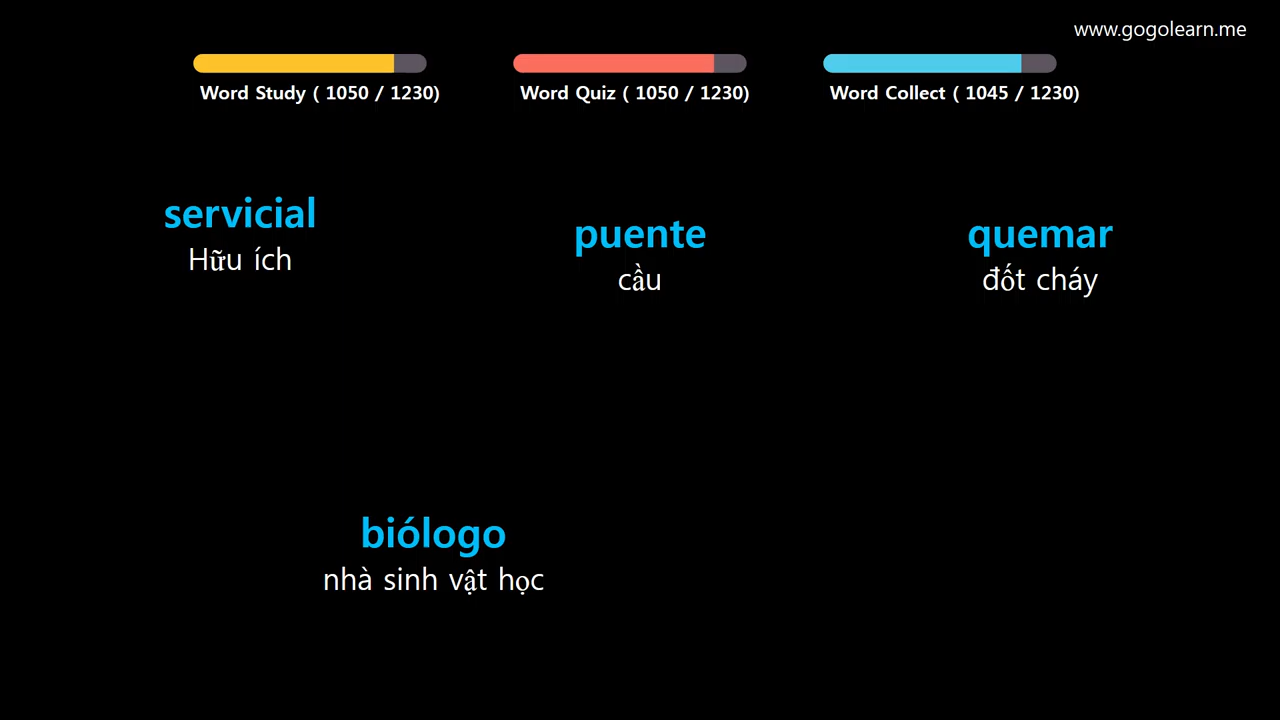 www.gogolearn.me
Word Study ( 1050 / 1230)
Word Quiz ( 1050 / 1230)
Word Collect ( 1045 / 1230)
servicial
Hữu ích
puente
cầu
quemar
đốt cháy
biólogo
nhà sinh vật học